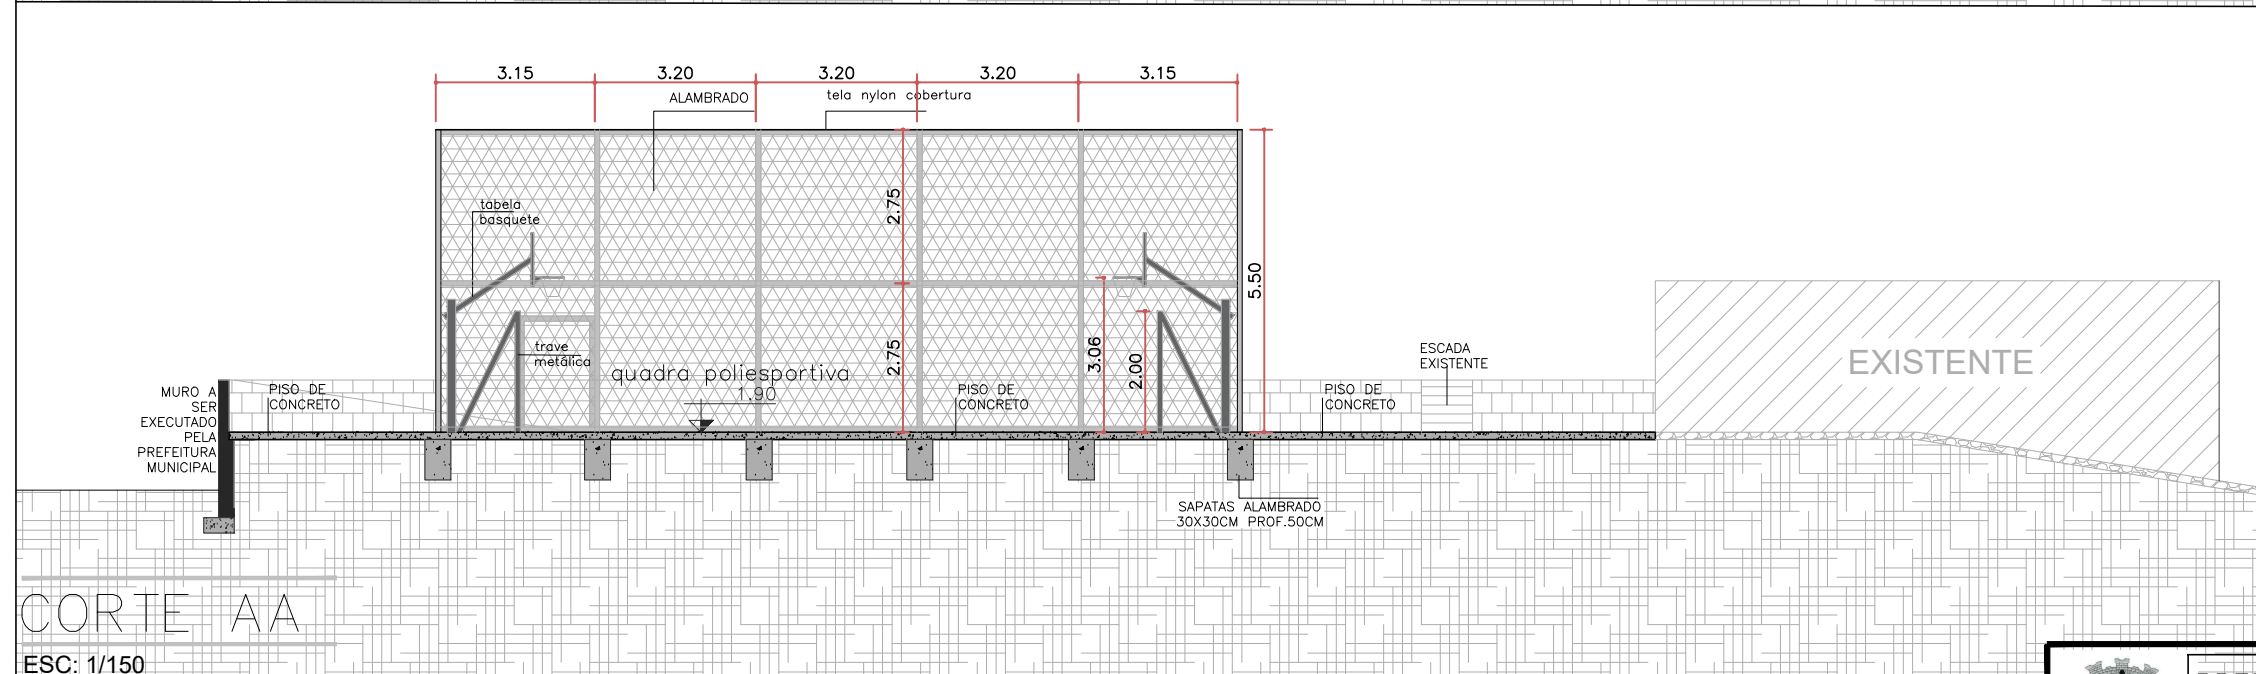 3.15
3.20
3.20
3.20
3.15
ALAMBRADO
tela nylon cobertura
tabela
basquete
2.75
5.50
trave
metálica
2.75
3.06
2.00
quadra poliesportiva
1.90
ESCADA
EXISTENTE
EXISTENTE
MURO A
SER
EXECUTADO
PELA
PREFEITURA
MUNICIPAL
PISO DE
CONCRETO
PISO DE
CONCRETO
PISO DE
CONCRETO
SAPATAS ALAMBRADO
30X30CM PROF.50CM
CORTE AA
ESC: 1/150